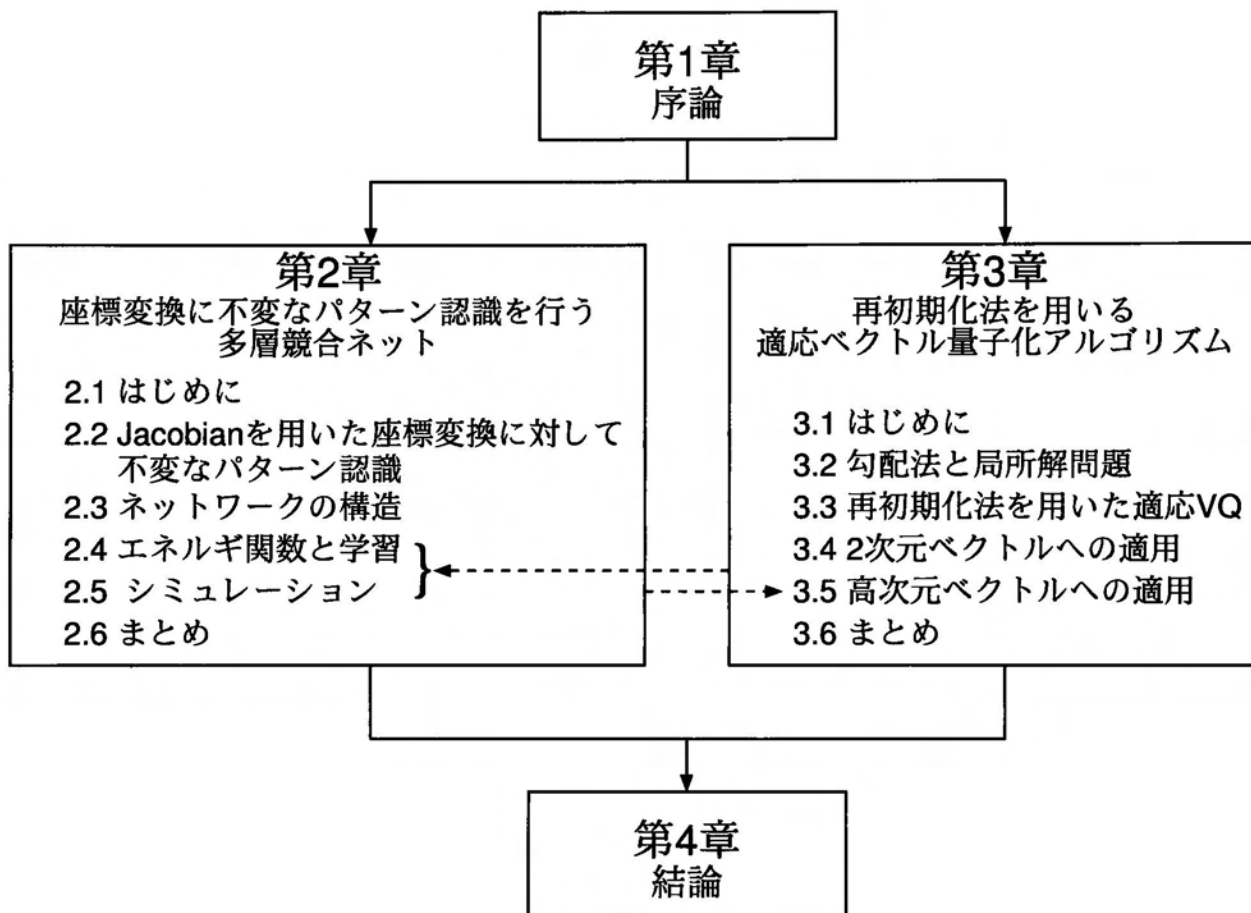 第1章
序論
第2章
座標変換に不変なパターン認識を行う
多層競合ネット
2.1 はじめに
2.2 Jacobianを用いた座標変換に対して
不変なパターン認識
2.3 ネットワークの構造
2.4 エネルギ関数と学習
2.5 シミュレーション
2.6 まとめ
第3章
再初期化法を用いる
適応ベクトル量子化アルゴリズム
3.1 はじめに
3.2 勾配法と局所解問題
3.3 再初期化法を用いた適応VQ
3.4 2次元ベクトルへの適用
3.5 高次元ベクトルへの適用
3.6 まとめ
第4章
結論